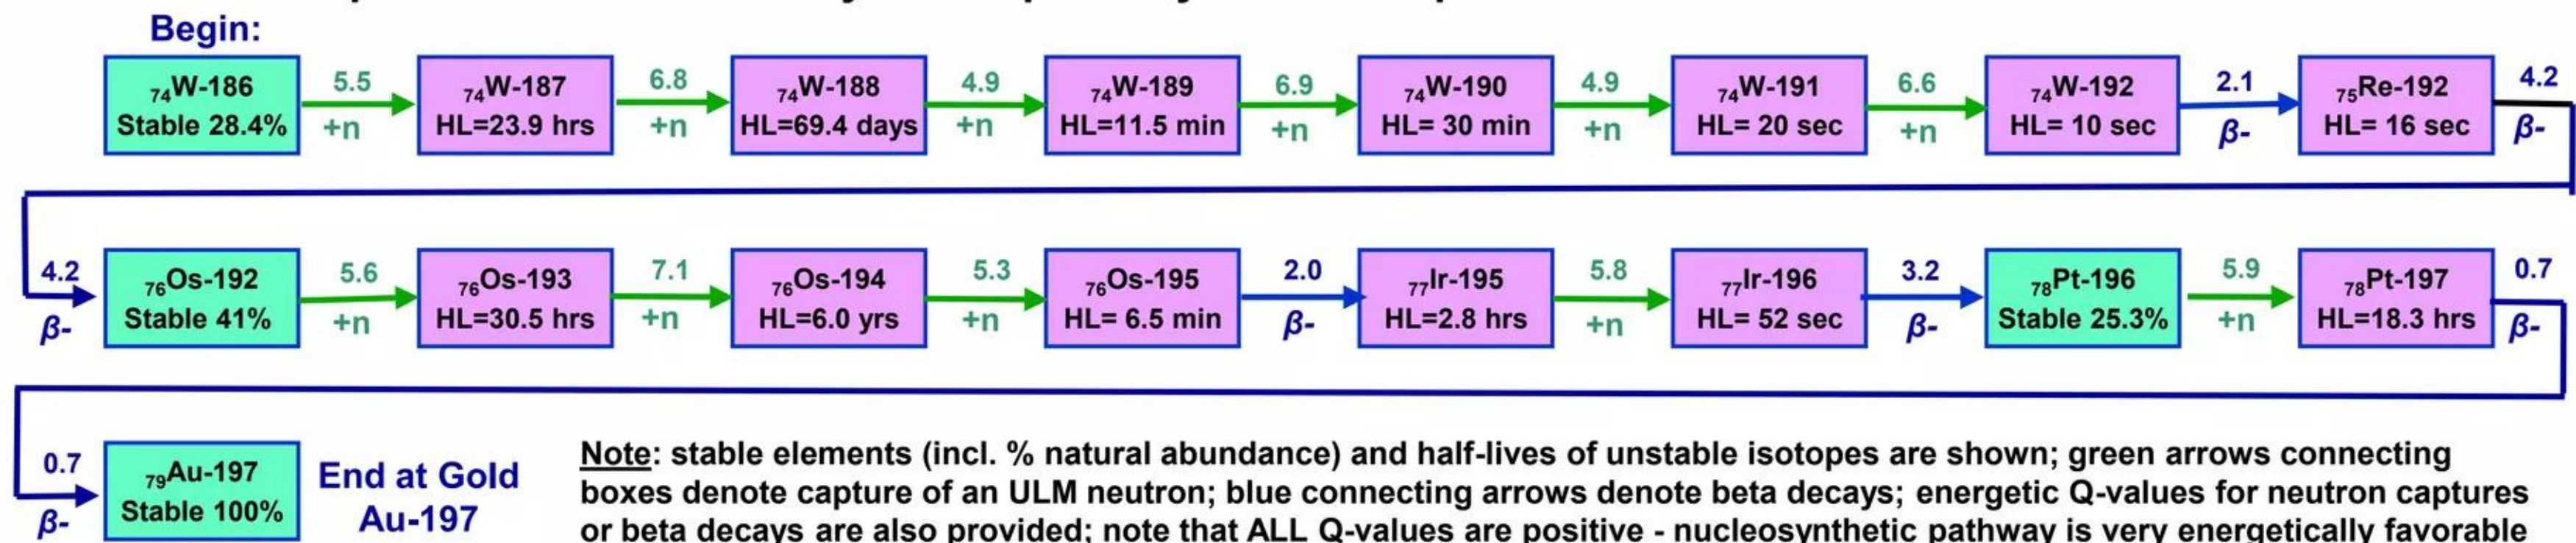 Begin:
5.5 6.8 4.9 6.9 4.9 6.6 2.1 4.2
74W-186 74W-187 74W-188 74W-189 74W-190 74W-191 74W-192 75Re-192
Stable 28.4% HL=23.9 hrs HL=69.4 days HL=11.5 min HL= 30 min HL= 20 sec HL= 10 sec HL= 16 sec
+n +n +n +n +n +n β- β-
4.2 5.6 7.1 5.3 2.0 5.8 3.2 5.9 0.7
76Os-192 76Os-193 76Os-194 76Os-195 77Ir-195 77Ir-196 78Pt-196 78Pt-197
Stable 41% HL=30.5 hrs HL=6.0 yrs HL= 6.5 min HL=2.8 hrs HL= 52 sec Stable 25.3% HL=18.3 hrs
β- +n +n +n β- +n β- +n β-
0.7
79Au-197
Stable 100%
β-
End at Gold
Au-197
Note: stable elements (incl. % natural abundance) and half-lives of unstable isotopes are shown; green arrows connecting
boxes denote capture of an ULM neutron; blue connecting arrows denote beta decays; energetic Q-values for neutron captures
or beta decays are also provided; note that ALL Q-values are positive - nucleosynthetic pathway is very energetically favorable